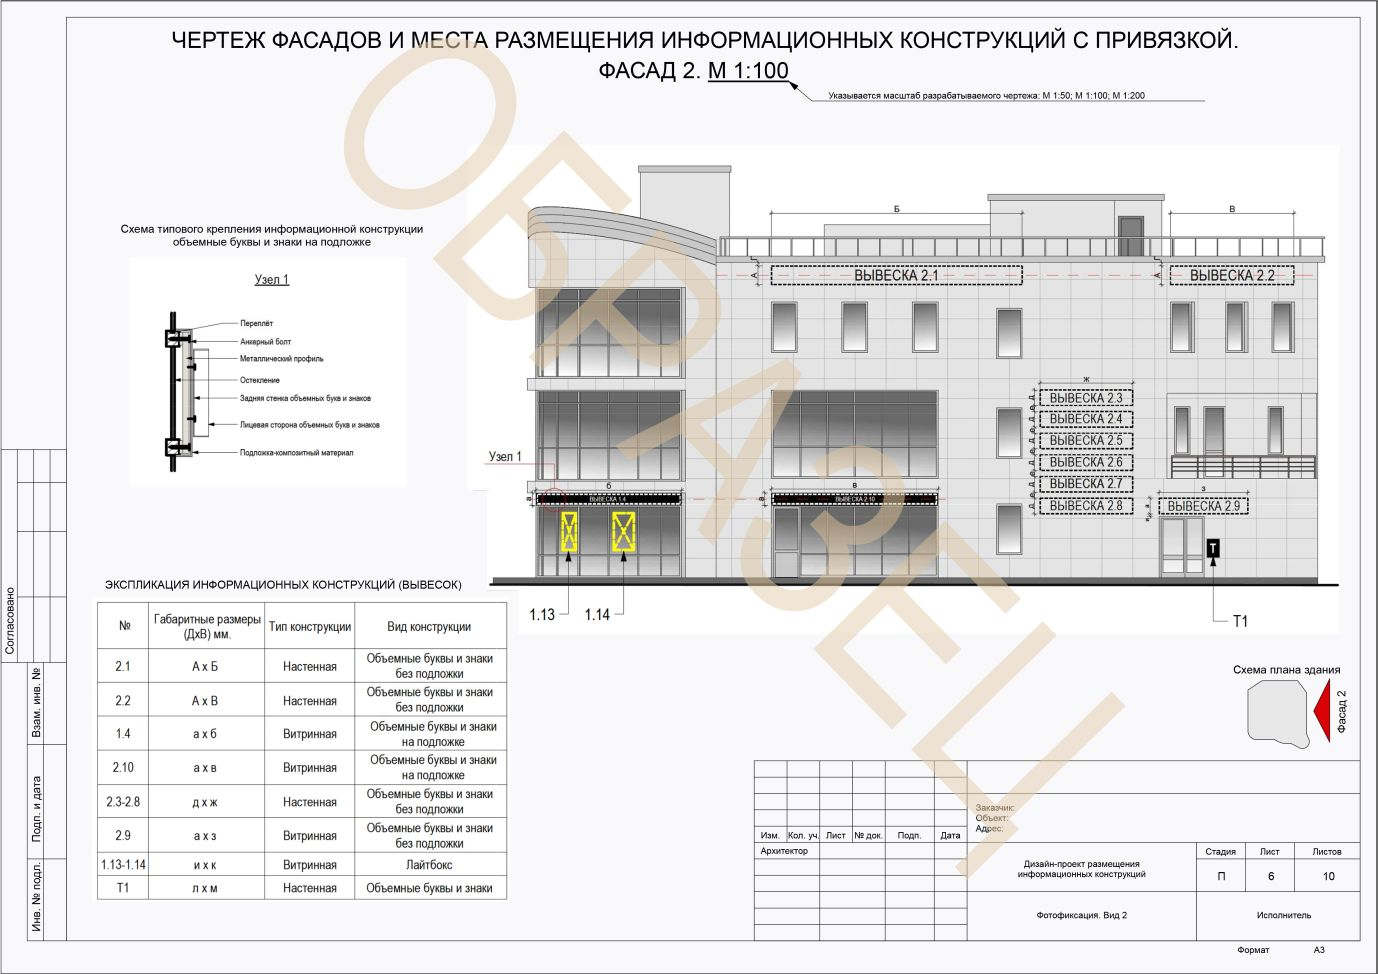 ЧЕРТЕЖ ФАСАДОВ И МЕСТА РАЗМЕЩЕНИЯ ИНФОРМАЦИОННЫХ КОНСТРУКЦИЙ С ПРИВЯЗКОЙ.
ФАСАД 2. М 1:100
Указывается масштаб разрабатываемого чертежа: М 1:50; М 1:100; М 1:200
ОБРАЗЕЦ
Схема типового крепления информационной конструкции
объемные буквы и знаки на подложке
Узел 1
Переплёт
Анкерный болт
Металлический профиль
Остекление
Задняя стенка объемных букв и знаков
Лицевая сторона объемных букв и знаков
Подложка-композитный материал
Б
В
А
ВЫВЕСКА 2.1
А
ВЫВЕСКА 2.2
ж
д ВЫВЕСКА 2.3
д ВЫВЕСКА 2.4
д ВЫВЕСКА 2.5
д ВЫВЕСКА 2.6
д ВЫВЕСКА 2.7
д ВЫВЕСКА 2.8
Узел 1
б
а
ВЫВЕСКА 1.4
в
а
ВЫВЕСКА 2.10
з
ВЫВЕСКА 2.9
Т
1.13
1.14
Т1
ЭКСПЛИКАЦИЯ ИНФОРМАЦИОННЫХ КОНСТРУКЦИЙ (ВЫВЕСОК)
№ Габаритные размеры (ДхВ) мм. Тип конструкции Вид конструкции
2.1 А х Б Настенная Объемные буквы и знаки без подложки
2.2 А х В Настенная Объемные буквы и знаки без подложки
1.4 а х б Витринная Объемные буквы и знаки на подложке
2.10 а х в Витринная Объемные буквы и знаки на подложке
2.3-2.8 д х ж Настенная Объемные буквы и знаки без подложки
2.9 а х з Витринная Объемные буквы и знаки без подложки
1.13-1.14 и х к Витринная Лайтбокс
Т1 л х м Настенная Объемные буквы и знаки
Схема плана здания
Фасад 2
Согласовано
Взам. инв. №
Подп. и дата
Инв. № подл.
Изм. Кол. уч. Лист № док. Подп. Дата
Архитектор
Заказчик:
Объект:
Адрес:
Дизайн-проект размещения
информационных конструкций
Стадия Лист Листов
П 6 10
Фотофиксация. Вид 2
Исполнитель
Формат А3